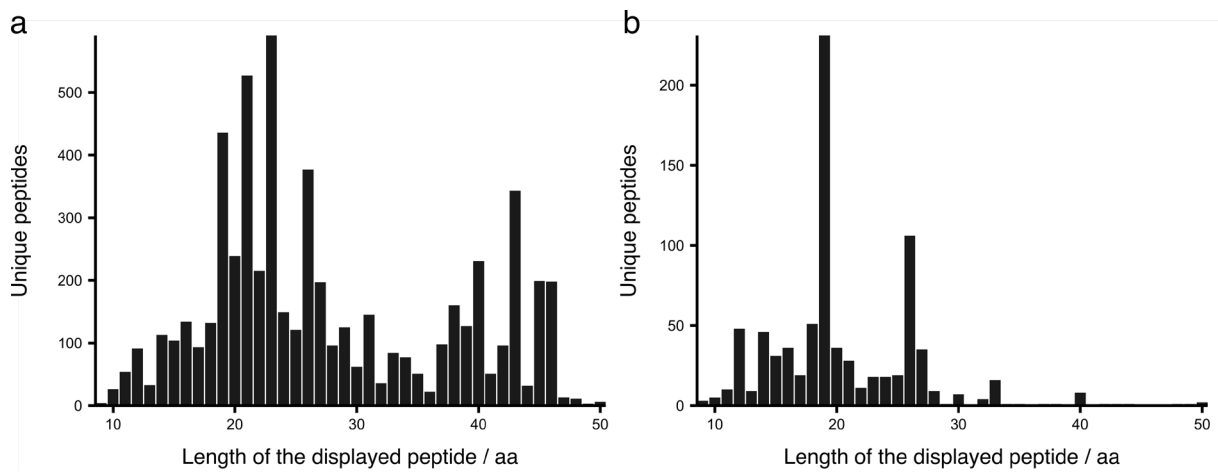 a
Unique peptides
500
400
300
200
100
0
10 20 30 40 50
Length of the displayed peptide / aa
b
Unique peptides
200
150
100
50
0
10 20 30 40 50
Length of the displayed peptide / aa